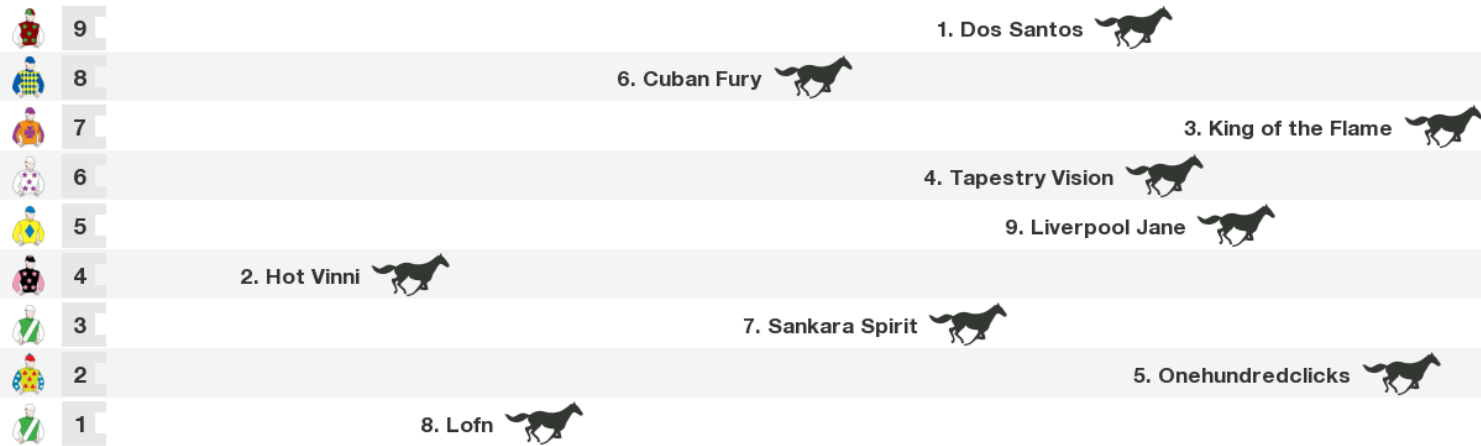 9 1. Dos Santos
8 6. Cuban Fury
7 3. King of the Flame
6 4. Tapestry Vision
5 9. Liverpool Jane
4 2. Hot Vinni
3 7. Sankara Spirit
2 5. Onehundredclicks
1 8. Lofn